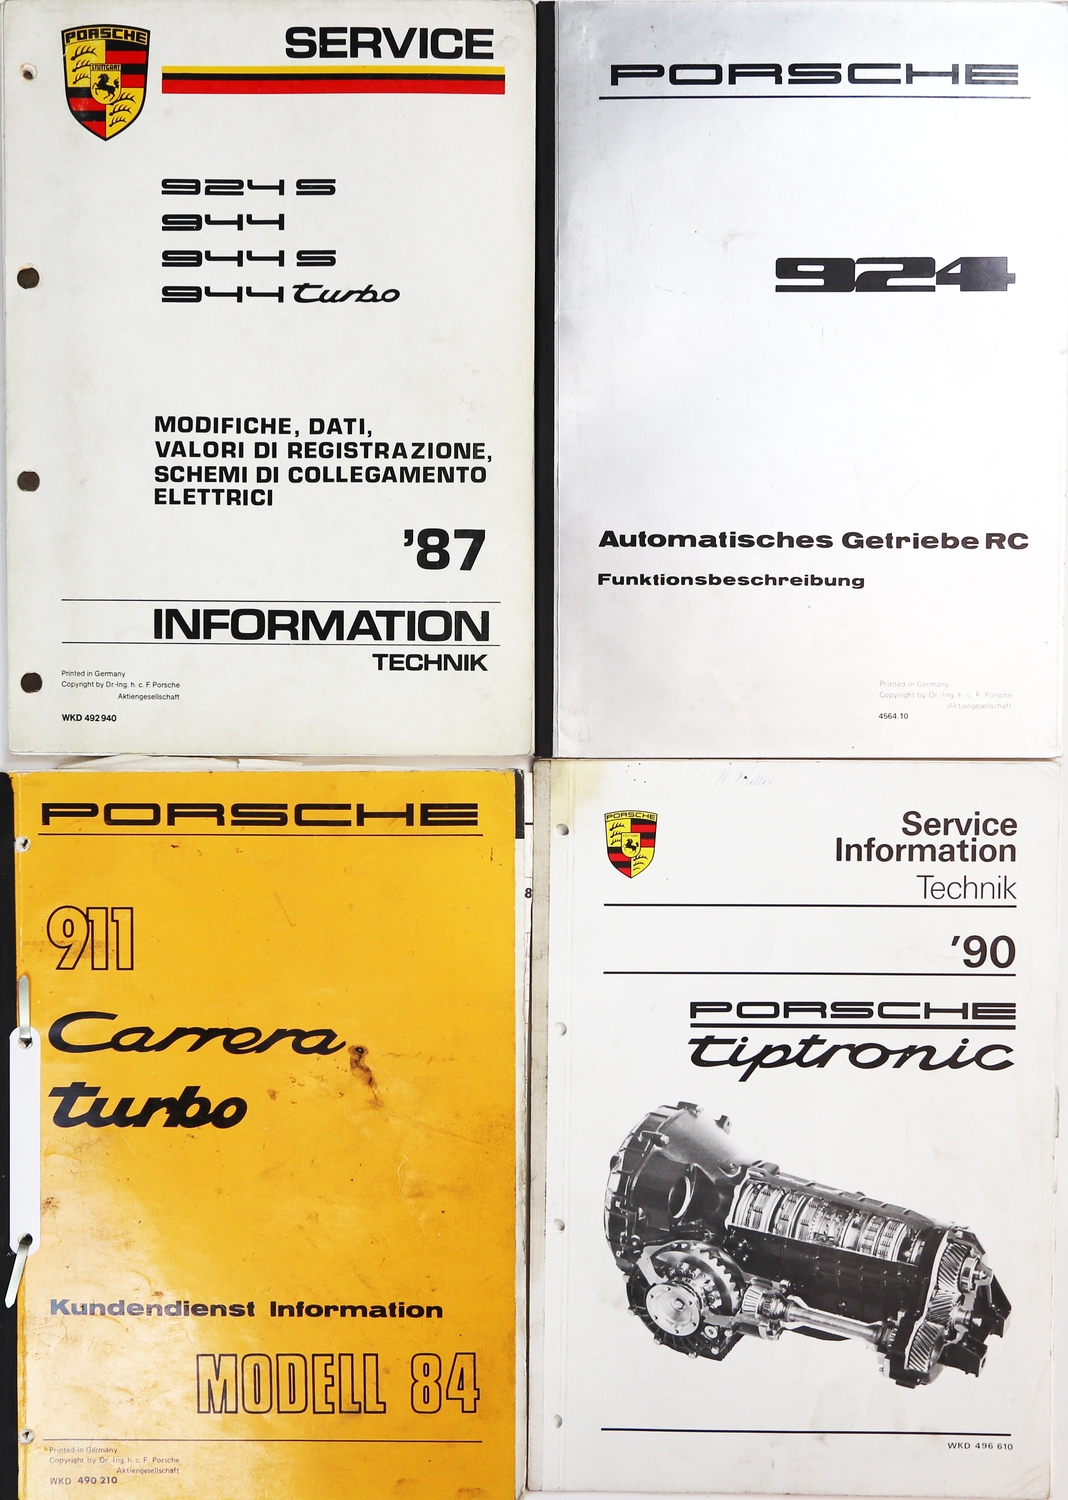 PORSCHE
STUTTGART
SERVICE
924 S
944
944 S
944 turbo
MODIFICHE, DATI,
VALORI DI REGISTRAZIONE,
SCHEMI DI COLLEGAMENTO
ELETTRICI
'87
INFORMATION
TECHNIK
Printed in Germany
Copyright by Dr.-Ing. h. c. F. Porsche
Aktiengesellschaft
WKD 492 940
PORSCHE
924
Automatisches Getriebe RC
Funktionsbeschreibung
Printed in Germany
Copyright by Dr.-Ing. h. c. F. Porsche
Aktiengesellschaft
4564.10
PORSCHE
911
Carrera
turbo
Kundendienst Information
MODELL 84
Printed in Germany
Copyright by Dr.-Ing. h. c. F. Porsche
Aktiengesellschaft
WKD 490 210
8
PORSCHE
Service
Information
Technik
'90
PORSCHE
tiptronic
WKD 496 610